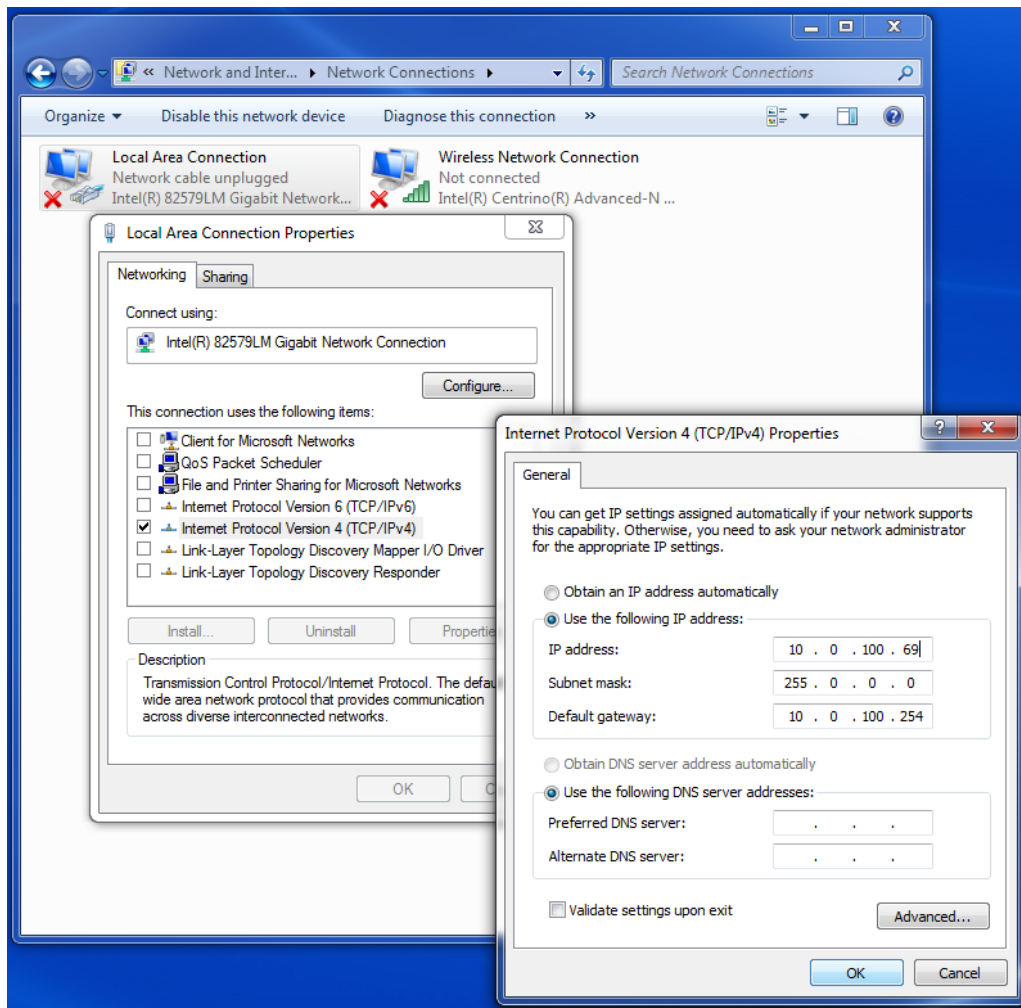 « Network and Inter... ▸ Network Connections ▸
Search Network Connections
Organize ▾ Disable this network device Diagnose this connection »
Local Area Connection
Network cable unplugged
Intel(R) 82579LM Gigabit Network...
Wireless Network Connection
Not connected
Intel(R) Centrino(R) Advanced-N ...
Local Area Connection Properties
Networking Sharing
Connect using:
Intel(R) 82579LM Gigabit Network Connection
Configure...
This connection uses the following items:
Client for Microsoft Networks
QoS Packet Scheduler
File and Printer Sharing for Microsoft Networks
Internet Protocol Version 6 (TCP/IPv6)
Internet Protocol Version 4 (TCP/IPv4)
Link-Layer Topology Discovery Mapper I/O Driver
Link-Layer Topology Discovery Responder
Install... Uninstall Propertie
Description
Transmission Control Protocol/Internet Protocol. The defau
wide area network protocol that provides communication
across diverse interconnected networks.
OK C
Internet Protocol Version 4 (TCP/IPv4) Properties
General
You can get IP settings assigned automatically if your network supports
this capability. Otherwise, you need to ask your network administrator
for the appropriate IP settings.
Obtain an IP address automatically
Use the following IP address:
IP address: 10 . 0 . 100 . 69
Subnet mask: 255 . 0 . 0 . 0
Default gateway: 10 . 0 . 100 . 254
Obtain DNS server address automatically
Use the following DNS server addresses:
Preferred DNS server: . . .
Alternate DNS server: . . .
Validate settings upon exit
Advanced...
OK Cancel